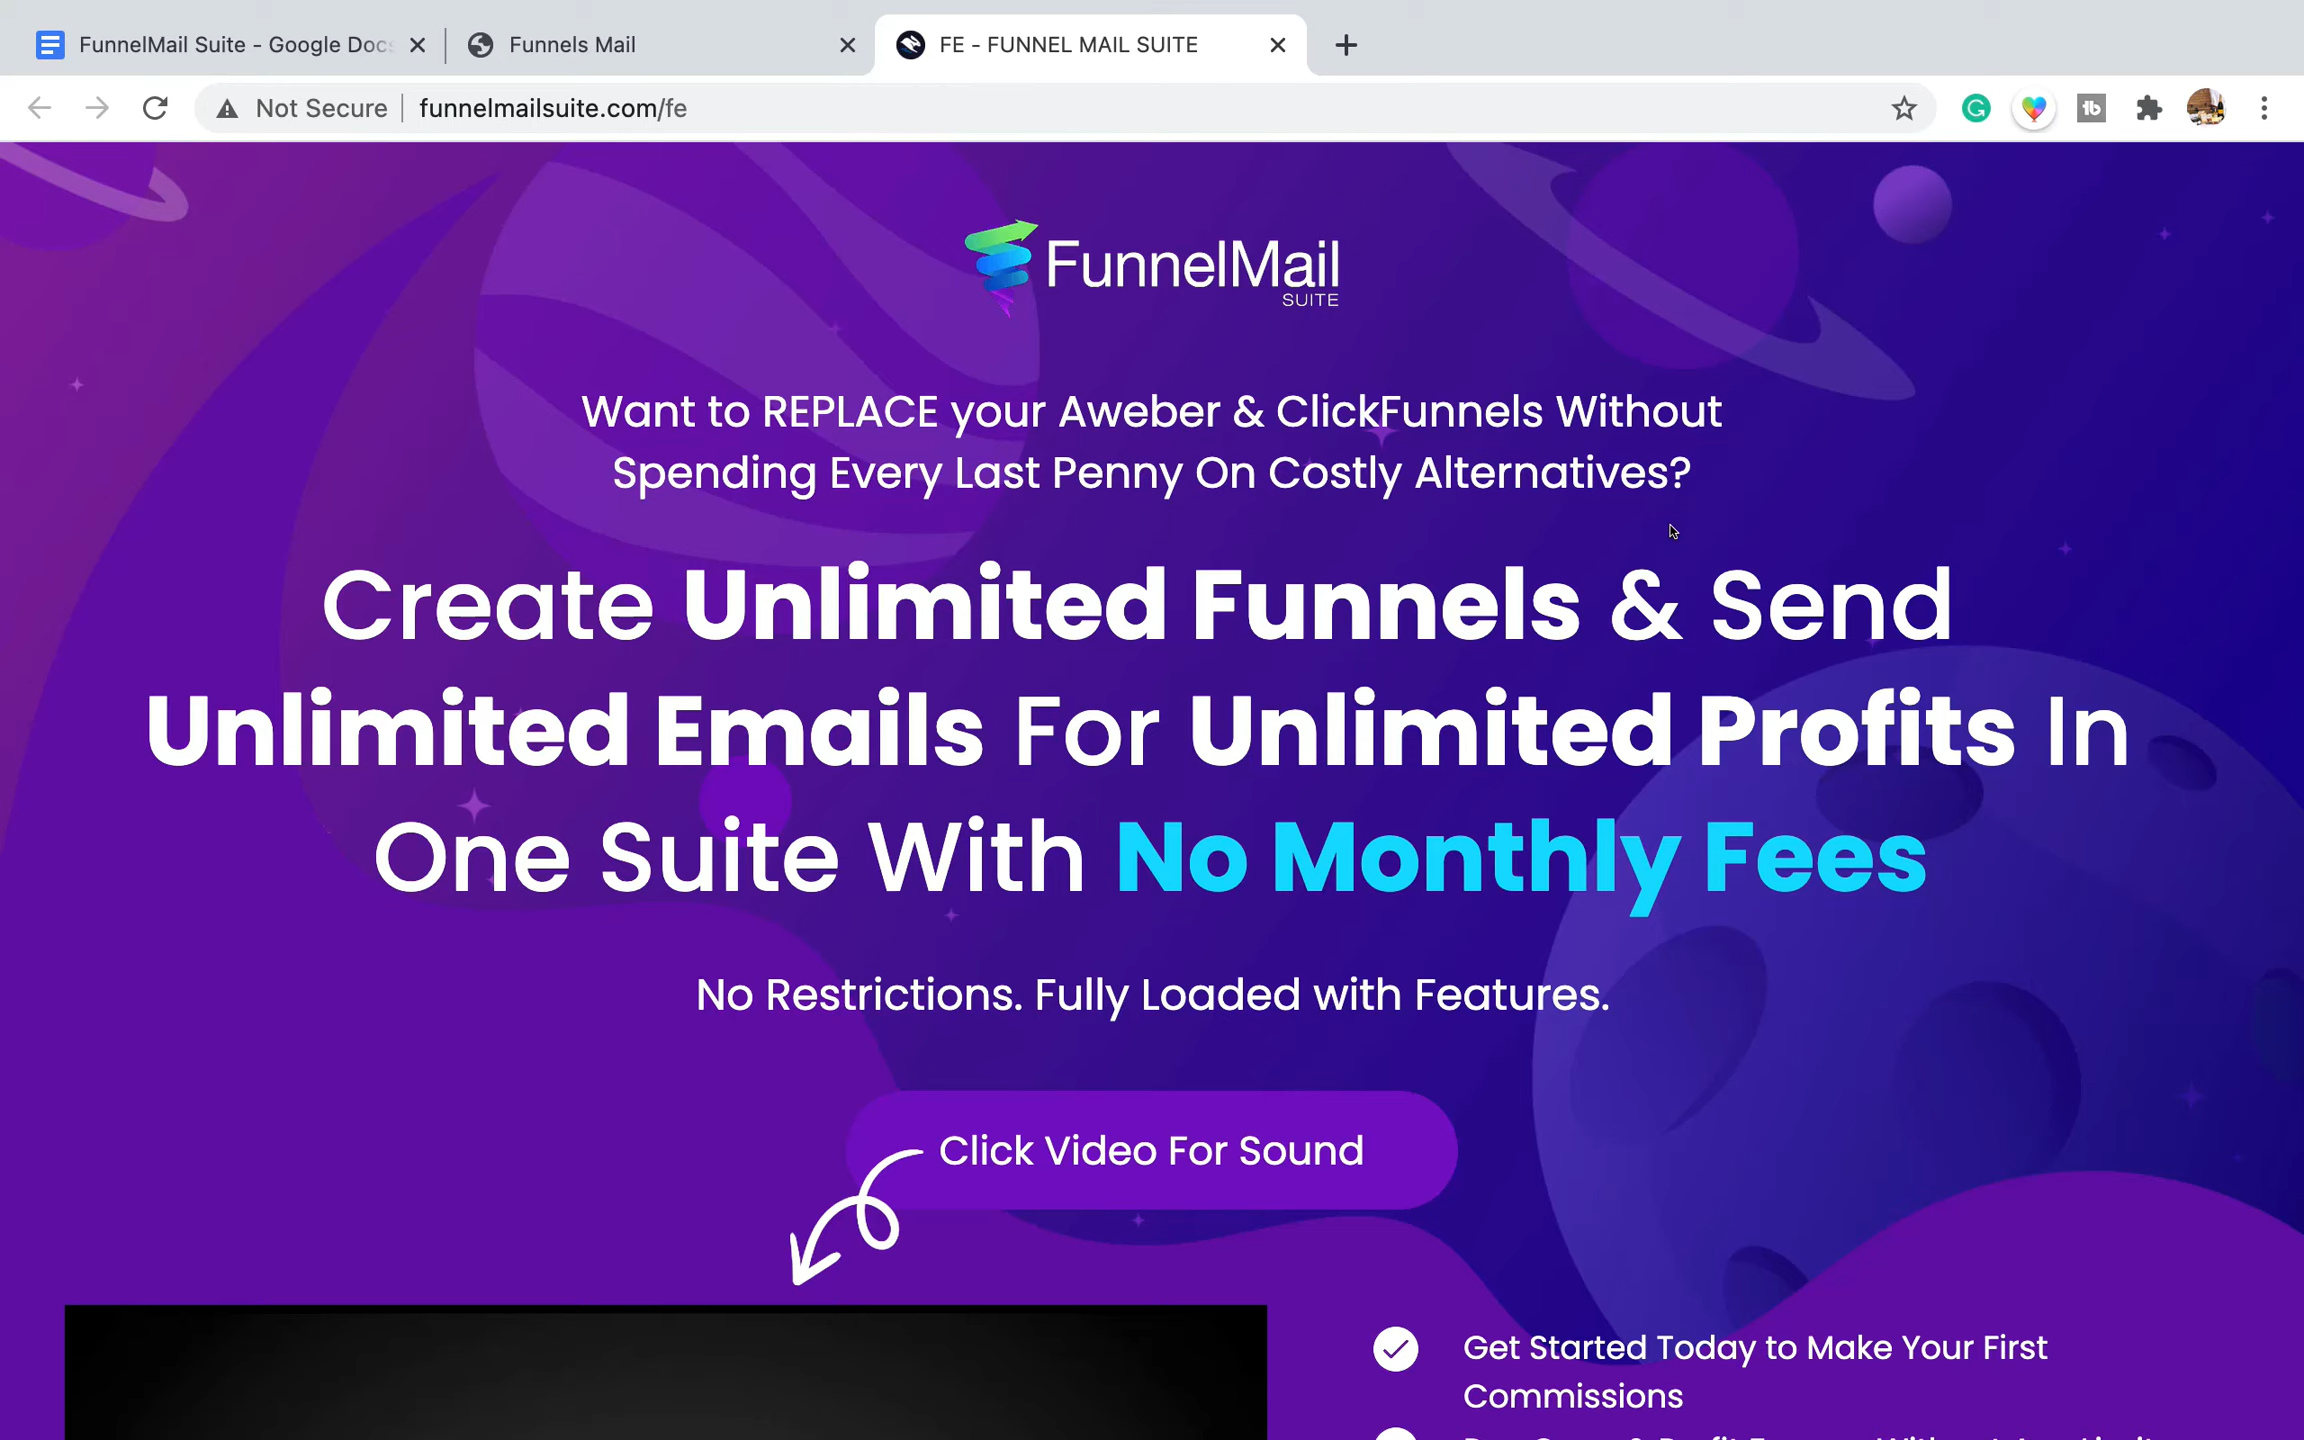 FunnelMail Suite - Google Docs
Funnels Mail
FE - FUNNEL MAIL SUITE
Not Secure
funnelmailsuite.com/fe
FunnelMail
SUITE
Want to REPLACE your Aweber & ClickFunnels Without
Spending Every Last Penny On Costly Alternatives?
Create Unlimited Funnels & Send
Unlimited Emails For Unlimited Profits In
One Suite With No Monthly Fees
No Restrictions. Fully Loaded with Features.
Click Video For Sound
Get Started Today to Make Your First
Commissions